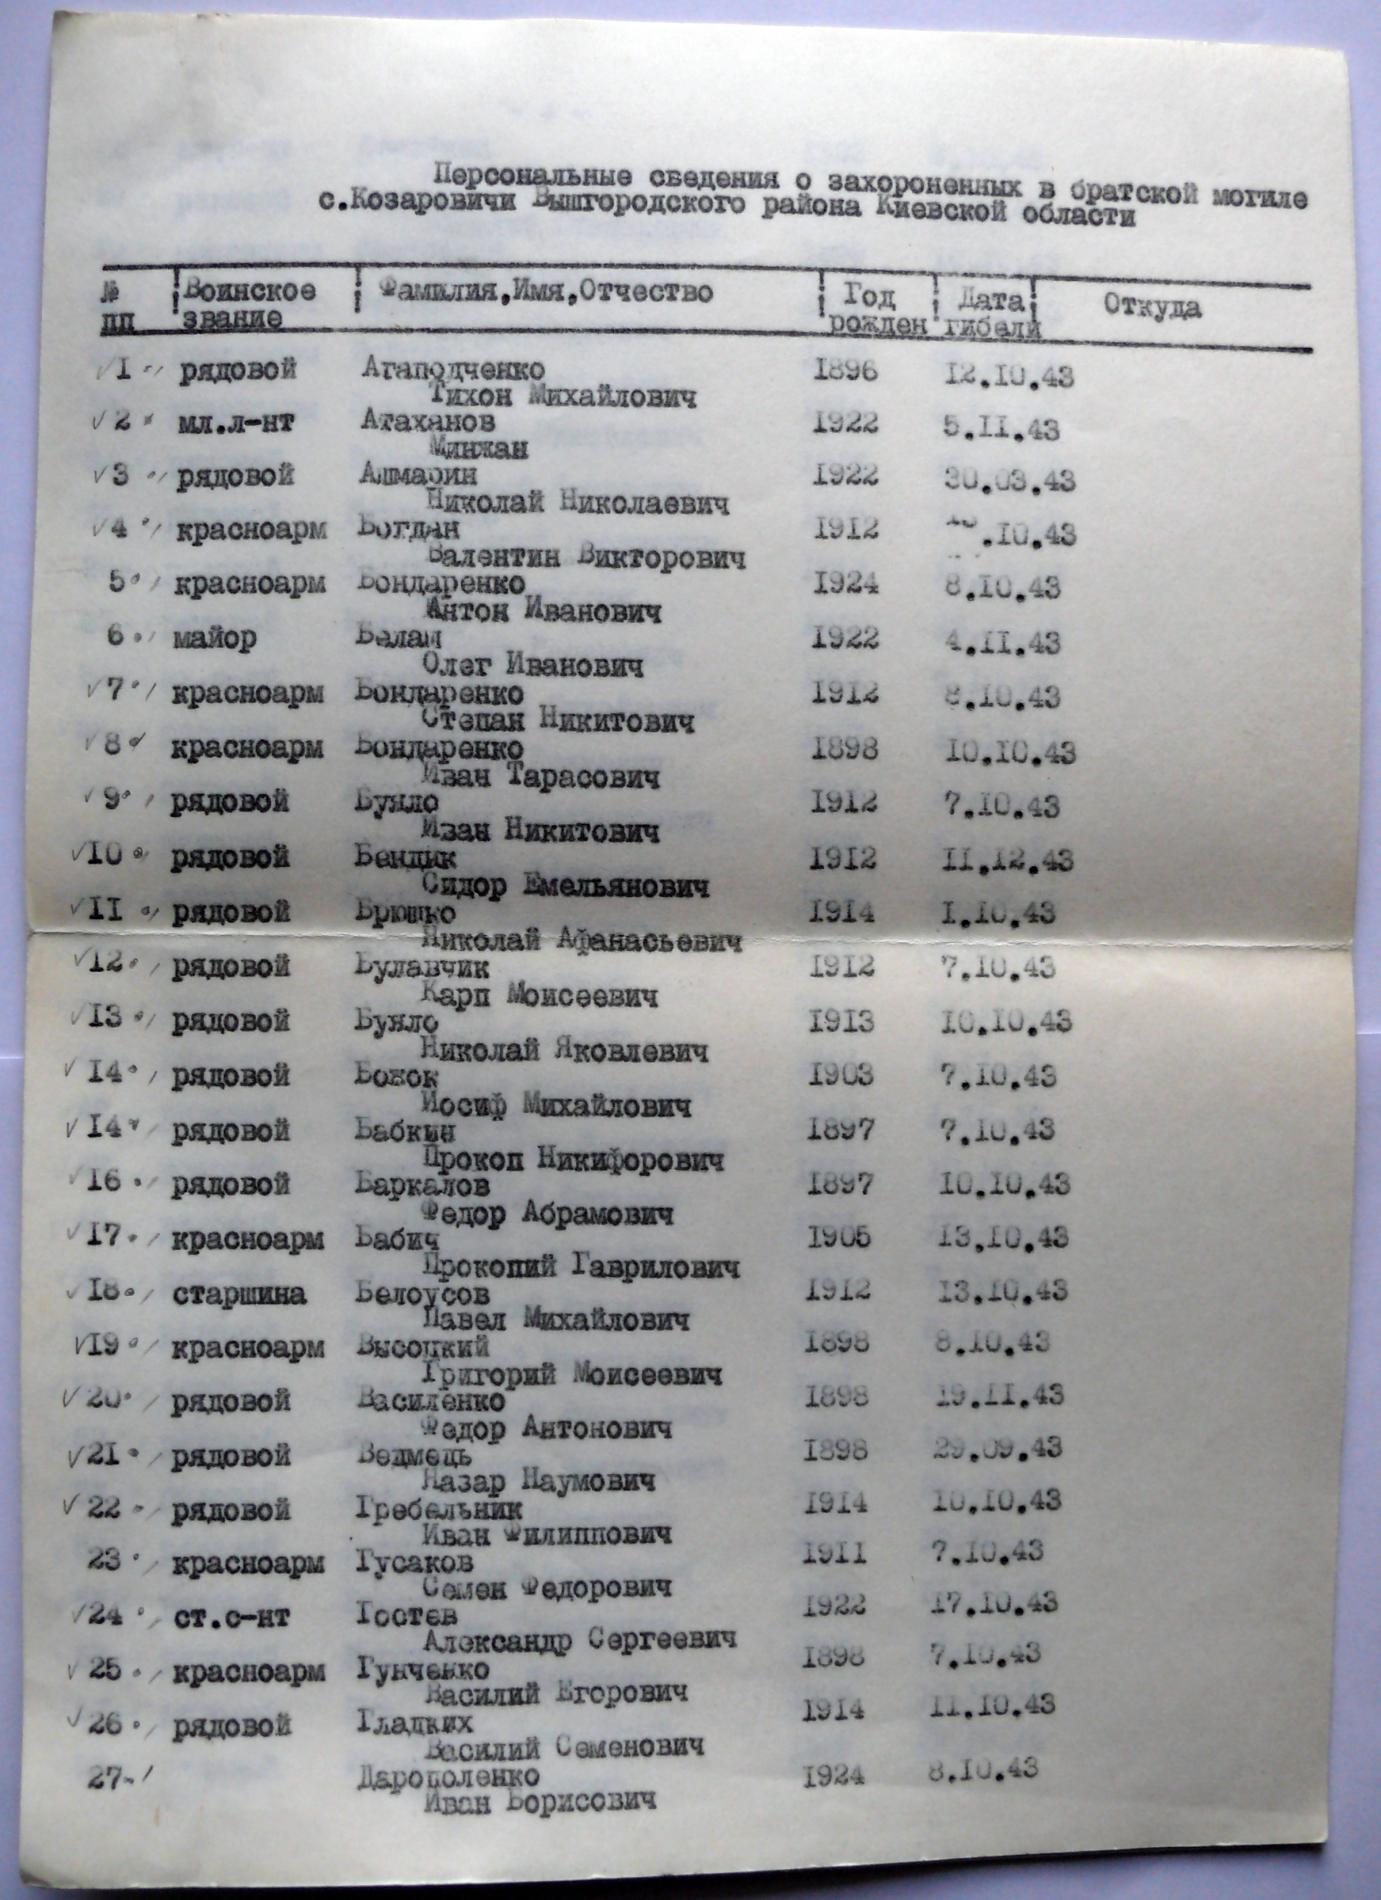 Персональные сведения о захороненных в братской могиле
с.Козаровичи Вышгородского района Киевской области
№ Воинское Фамилия,Имя,Отчество Год Дата Откуда
пп звание рожден гибели
1 рядовой Агаподченко 1896 12.10.43
Тихон Михайлович
2 мл.л-нт Атаханов 1922 5.11.43
Минжан
3 рядовой Ашмарин 1922 30.03.43
Николай Николаевич
4 красноарм Богдан 1912 .10.43
Валентин Викторович
5 красноарм Бондаренко 1924 8.10.43
Антон Иванович
6 майор Белам 1922 4.11.43
Олег Иванович
7 красноарм Бондаренко 1912 8.10.43
Степан Никитович
8 красноарм Бондаренко 1898 10.10.43
Иван Тарасович
9 рядовой Буяло 1912 7.10.43
Иван Никитович
10 рядовой Бендик 1912 11.12.43
Сидор Емельянович
11 рядовой Брюшко 1914 1.10.43
Николай Афанасьевич
12 рядовой Булавчик 1912 7.10.43
Карп Моисеевич
13 рядовой Буяло 1913 10.10.43
Николай Яковлевич
14 рядовой Божок 1903 7.10.43
Иосиф Михайлович
14 рядовой Бабкин 1897 7.10.43
Прокоп Никифорович
16 рядовой Баркалов 1897 10.10.43
Федор Абрамович
17 красноарм Бабич 1905 13.10.43
Прокопий Гаврилович
18 старшина Белоусов 1912 13.10.43
Павел Михайлович
19 красноарм Высоцкий 1898 8.10.43
Григорий Моисеевич
20 рядовой Василенко 1898 19.11.43
Федор Антонович
21 рядовой Ведмець 1898 29.09.43
Назар Наумович
22 рядовой Гребельник 1914 10.10.43
Иван Филиппович
23 красноарм Гусаков 1911 7.10.43
Семен Федорович
24 ст.с-нт Гостев 1922 17.10.43
Александр Сергеевич
25 красноарм Гунченко 1898 7.10.43
Василий Егорович
26 рядовой Гладких 1914 11.10.43
Василий Семенович
27 Дарополенко 1924 8.10.43
Иван Борисович